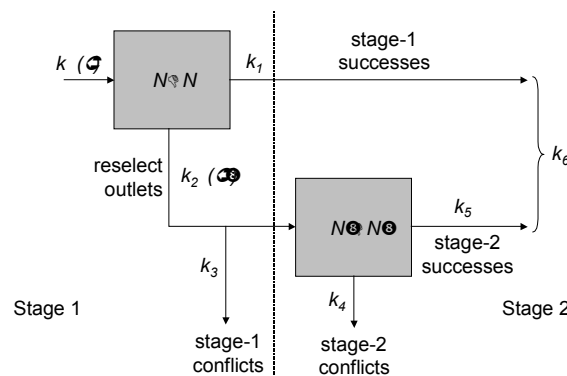 stage-1
successes
k
k1
N N
k6
reselect
outlets
k2
k5
N N
stage-2
successes
k3
k4
Stage 1
Stage 2
stage-1
conflicts
stage-2
conflicts